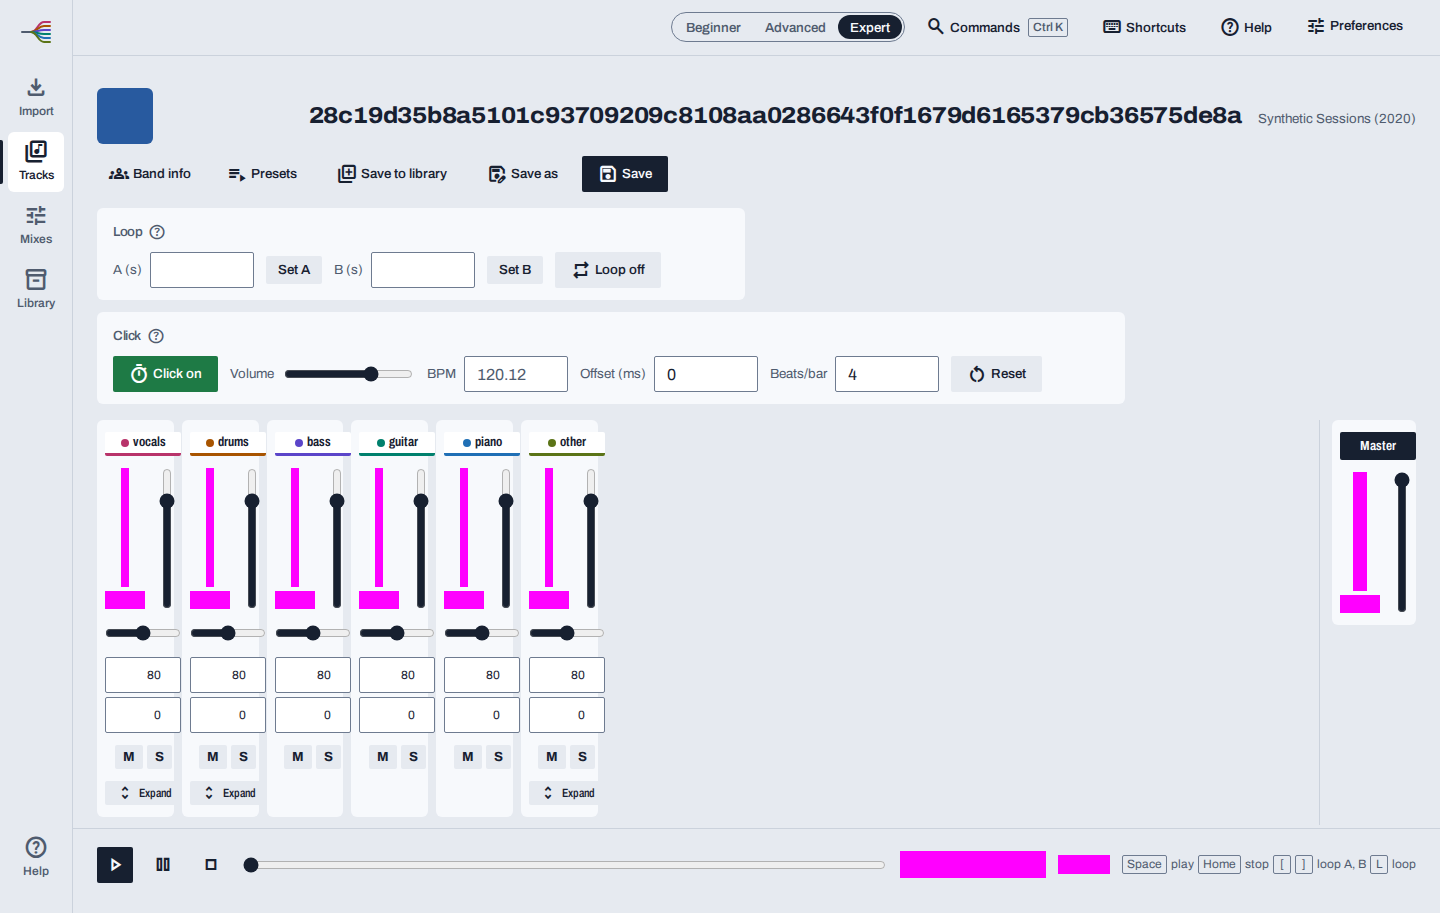 Beginner Advanced Expert Commands Ctrl K Shortcuts Help Preferences
Import
Tracks
Mixes
Library
Help
28c19d35b8a5101c93709209c8108aa0286643f0f1679d6165379cb36575de8a Synthetic Sessions (2020)
Band info Presets Save to library Save as Save
Loop
A (s) Set A B (s) Set B Loop off
Click
Click on Volume BPM 120.12 Offset (ms) 0 Beats/bar 4 Reset
vocals drums bass guitar piano other Master
80 80 80 80 80 80
0 0 0 0 0 0
M S M S M S M S M S M S
Expand Expand Expand
Space play Home stop [ ] loop A, B L loop